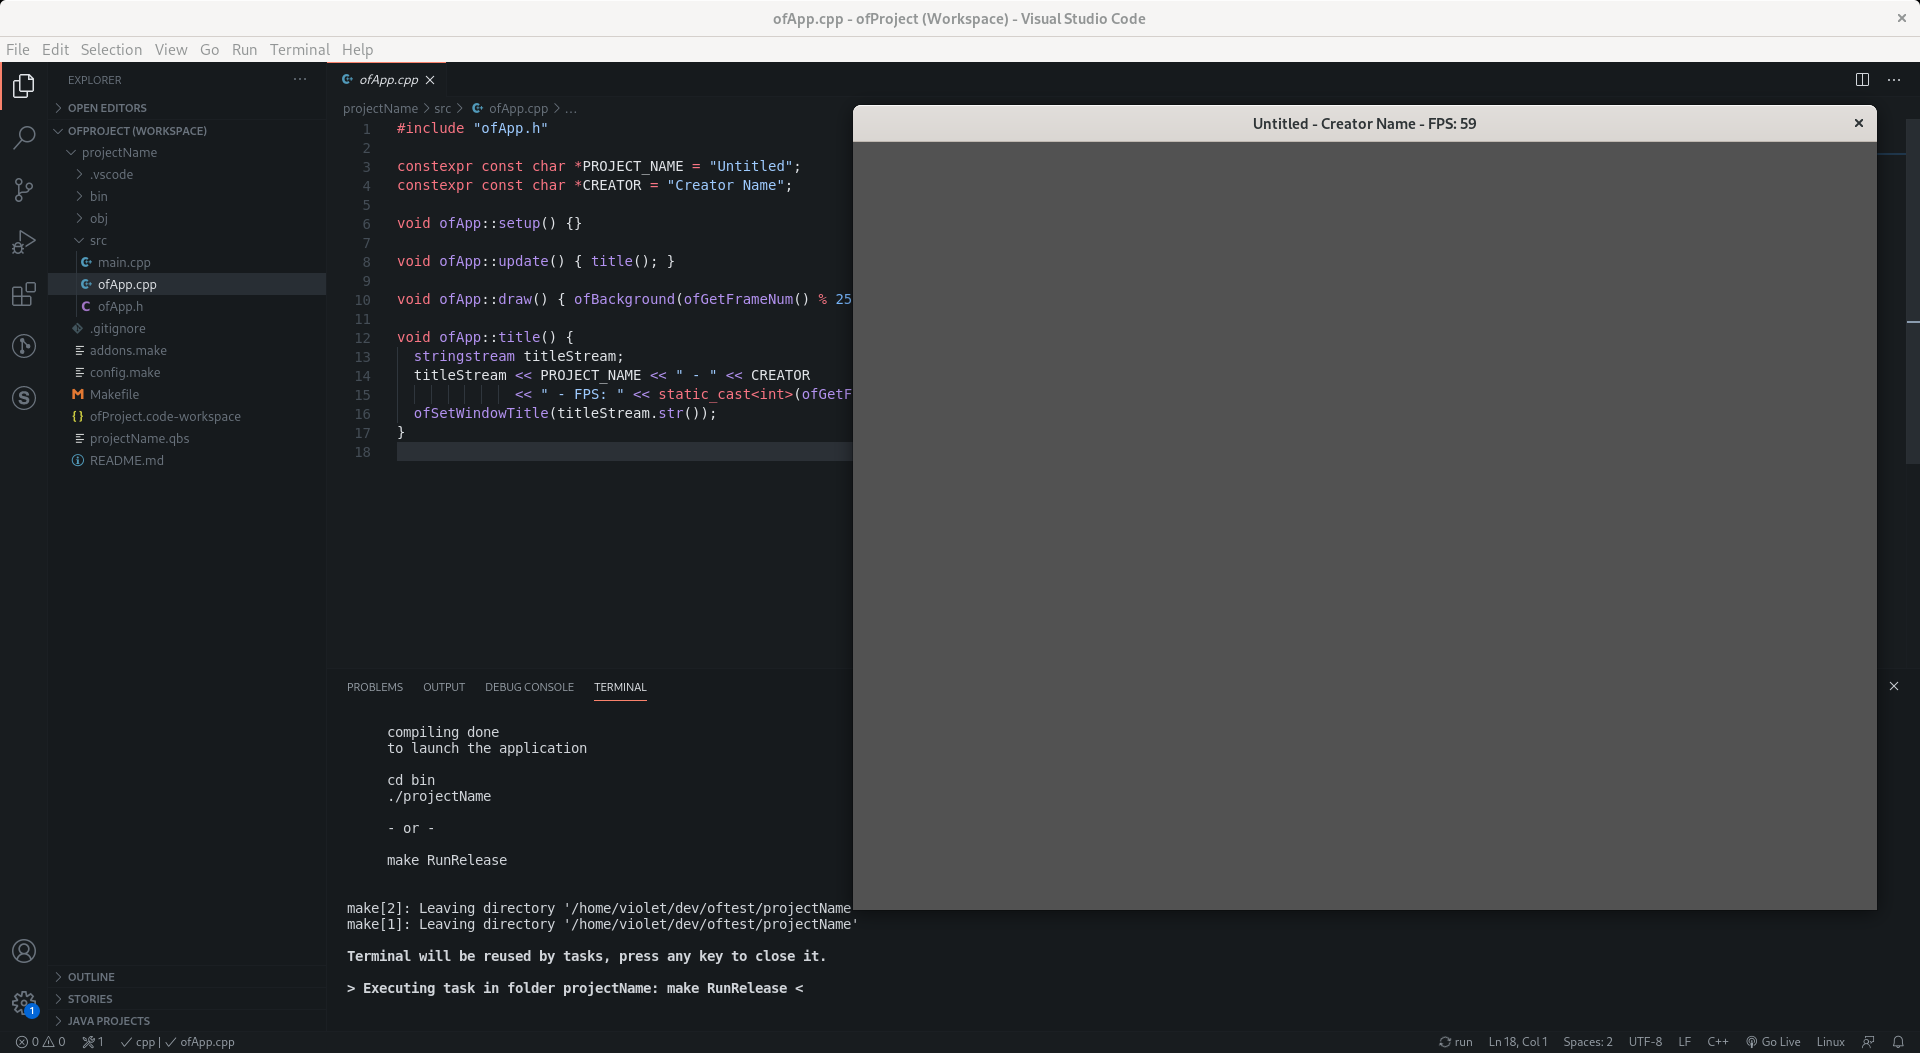 ofApp.cpp - ofProject (Workspace) - Visual Studio Code
File Edit Selection View Go Run Terminal Help
EXPLORER
OPEN EDITORS
OFPROJECT (WORKSPACE)
projectName
.vscode
bin
obj
src
main.cpp
ofApp.cpp
ofApp.h
.gitignore
addons.make
config.make
Makefile
ofProject.code-workspace
projectName.qbs
README.md
OUTLINE
STORIES
JAVA PROJECTS
ofApp.cpp
projectName > src > ofApp.cpp > ...
1 #include "ofApp.h"
2
3 constexpr const char *PROJECT_NAME = "Untitled";
4 constexpr const char *CREATOR = "Creator Name";
5
6 void ofApp::setup() {}
7
8 void ofApp::update() { title(); }
9
10 void ofApp::draw() { ofBackground(ofGetFrameNum() % 25
11
12 void ofApp::title() {
13 stringstream titleStream;
14 titleStream << PROJECT_NAME << " - " << CREATOR
15 << " - FPS: " << static_cast<int>(ofGetF
16 ofSetWindowTitle(titleStream.str());
17 }
18
Untitled - Creator Name - FPS: 59
PROBLEMS OUTPUT DEBUG CONSOLE TERMINAL
compiling done
to launch the application
cd bin
./projectName
- or -
make RunRelease
make[2]: Leaving directory '/home/violet/dev/oftest/projectName
make[1]: Leaving directory '/home/violet/dev/oftest/projectName'
Terminal will be reused by tasks, press any key to close it.
> Executing task in folder projectName: make RunRelease <
1
0 0 1 cpp | ofApp.cpp run Ln 18, Col 1 Spaces: 2 UTF-8 LF C++ Go Live Linux